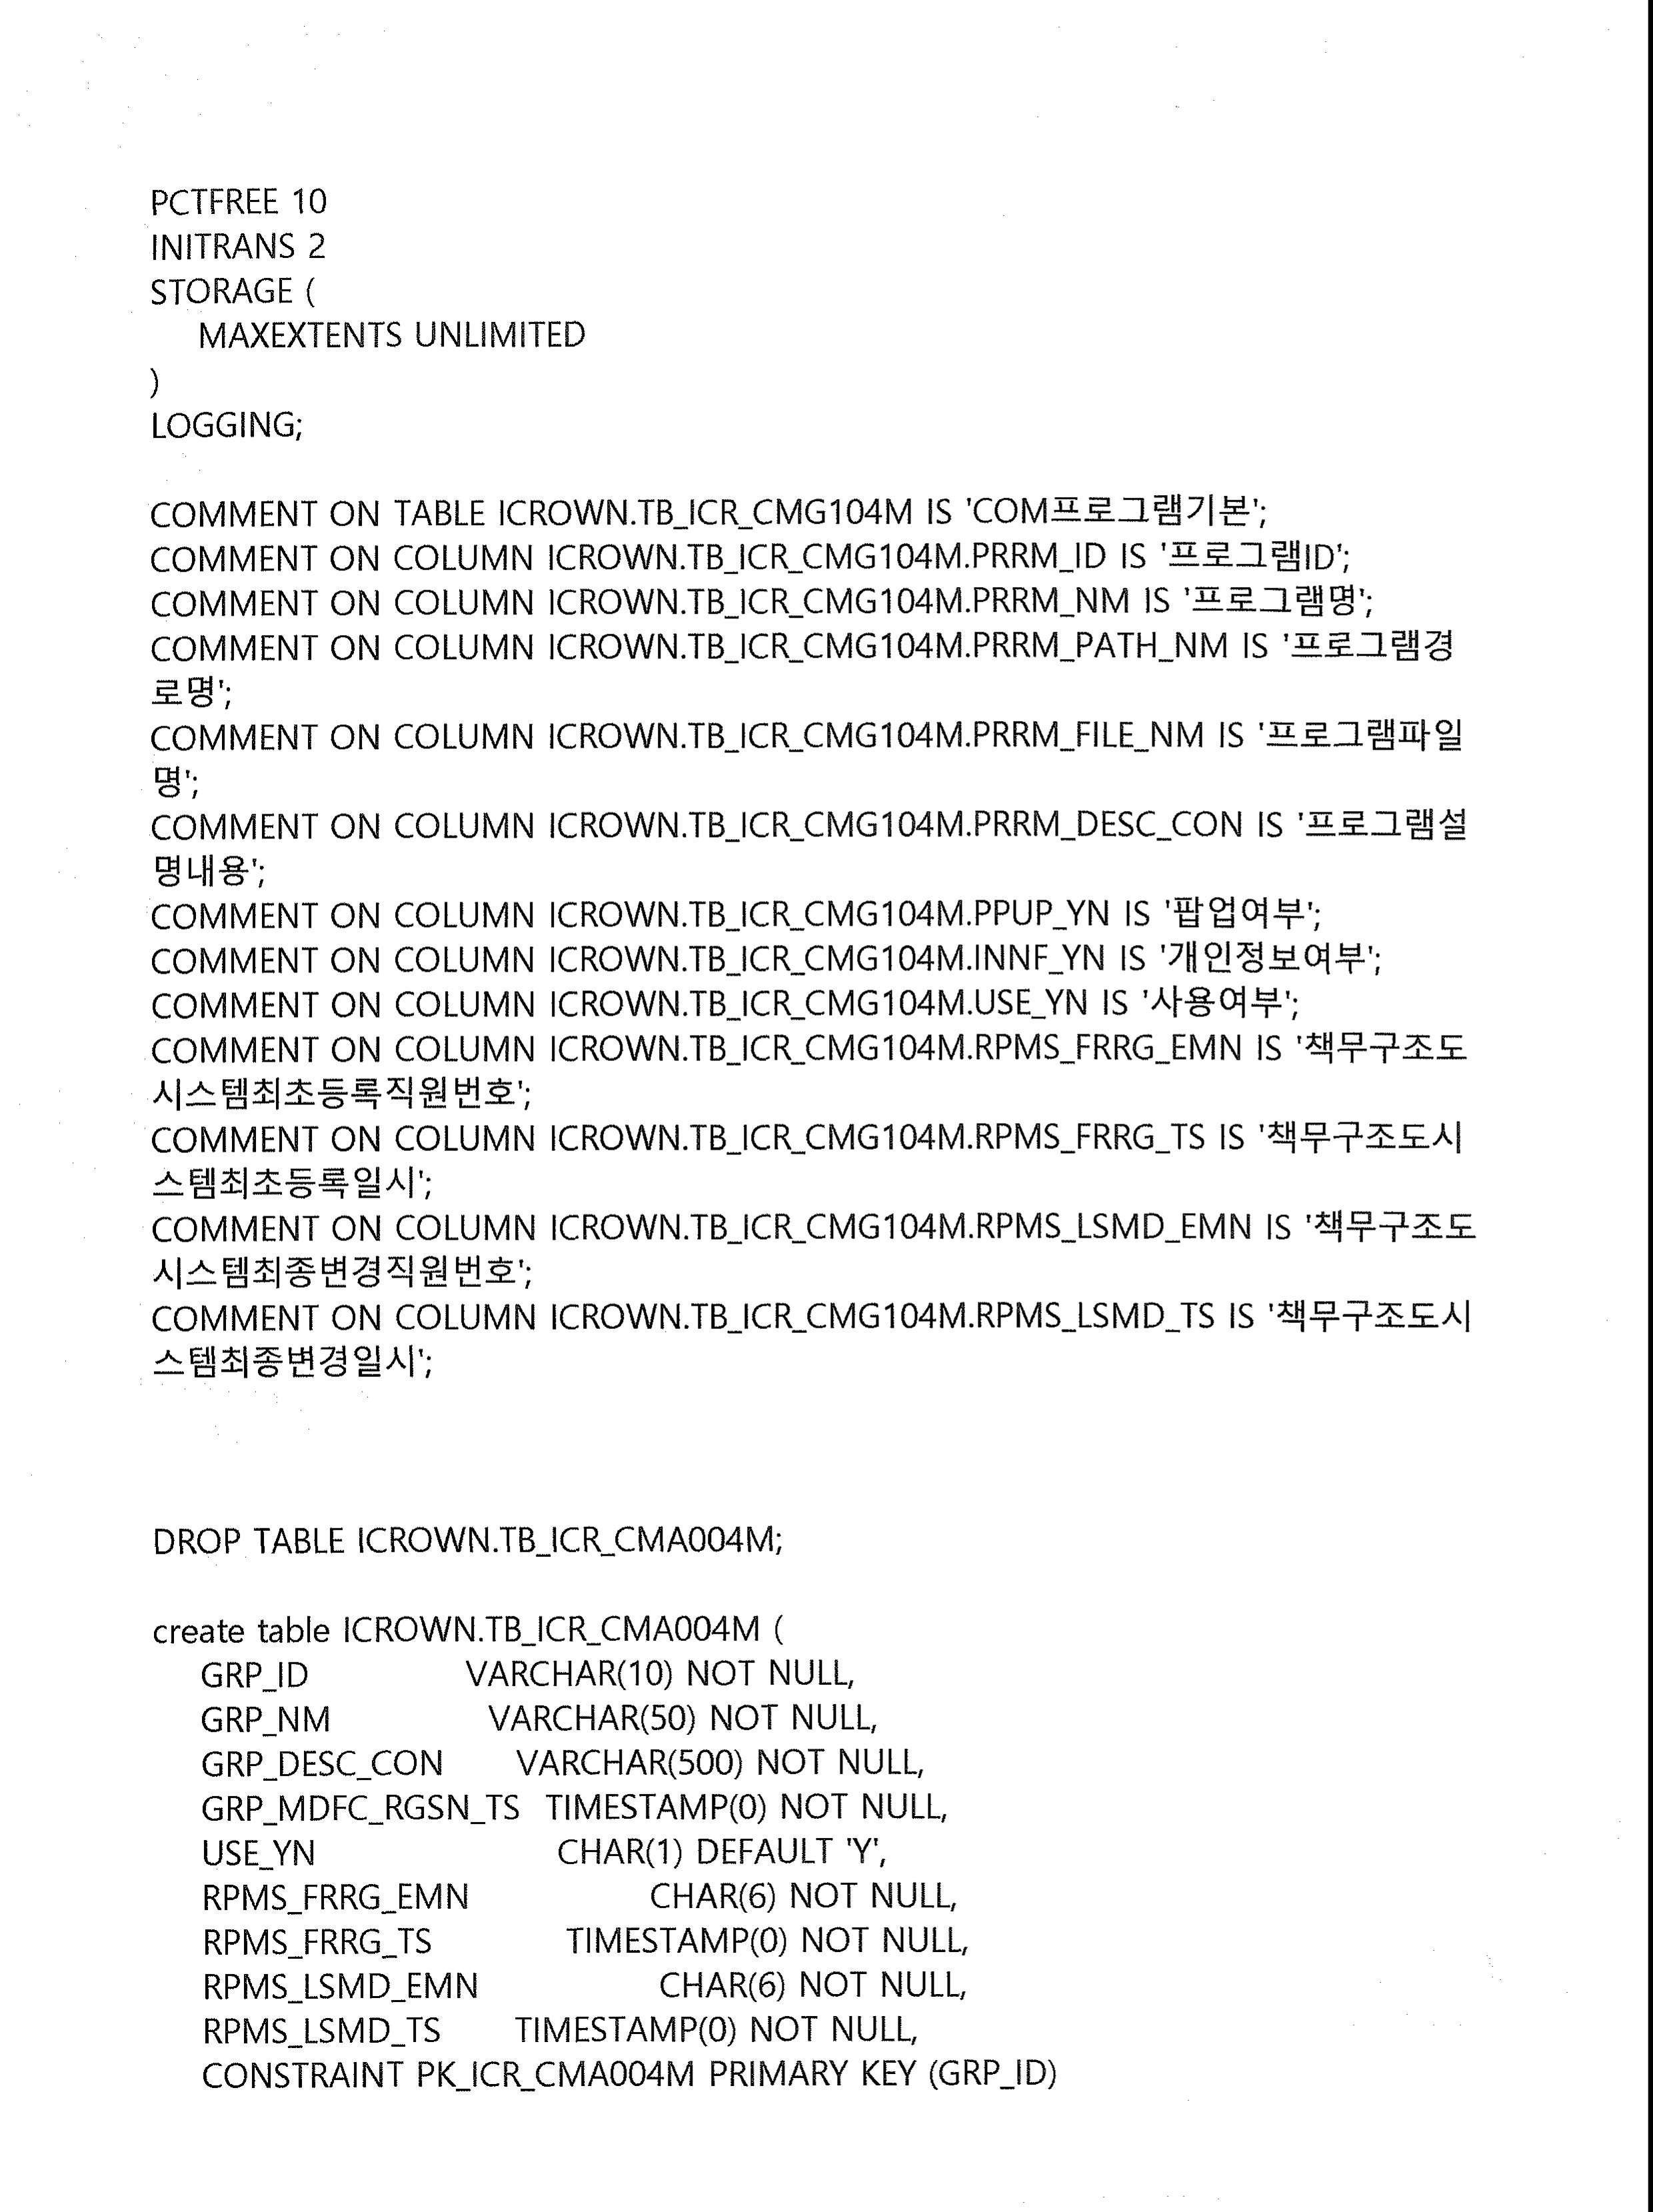 PCTFREE 10
INITRANS 2
STORAGE (
MAXEXTENTS UNLIMITED
)
LOGGING;
COMMENT ON TABLE ICROWN.TB_ICR_CMG104M IS 'COM프로그램기본';
COMMENT ON COLUMN ICROWN.TB_ICR_CMG104M.PRRM_ID IS '프로그램ID';
COMMENT ON COLUMN ICROWN.TB_ICR_CMG104M.PRRM_NM IS '프로그램명';
COMMENT ON COLUMN ICROWN.TB_ICR_CMG104M.PRRM_PATH_NM IS '프로그램경
로명';
COMMENT ON COLUMN ICROWN.TB_ICR_CMG104M.PRRM_FILE_NM IS '프로그램파일
명';
COMMENT ON COLUMN ICROWN.TB_ICR_CMG104M.PRRM_DESC_CON IS '프로그램설
명내용';
COMMENT ON COLUMN ICROWN.TB_ICR_CMG104M.PPUP_YN IS '팝업여부';
COMMENT ON COLUMN ICROWN.TB_ICR_CMG104M.INNF_YN IS '개인정보여부';
COMMENT ON COLUMN ICROWN.TB_ICR_CMG104M.USE_YN IS '사용여부';
COMMENT ON COLUMN ICROWN.TB_ICR_CMG104M.RPMS_FRRG_EMN IS '책무구조도
시스템최초등록직원번호';
COMMENT ON COLUMN ICROWN.TB_ICR_CMG104M.RPMS_FRRG_TS IS '책무구조도시
스템최초등록일시';
COMMENT ON COLUMN ICROWN.TB_ICR_CMG104M.RPMS_LSMD_EMN IS '책무구조도
시스템최종변경직원번호';
COMMENT ON COLUMN ICROWN.TB_ICR_CMG104M.RPMS_LSMD_TS IS '책무구조도시
스템최종변경일시';
DROP TABLE ICROWN.TB_ICR_CMA004M;
create table ICROWN.TB_ICR_CMA004M (
GRP_ID VARCHAR(10) NOT NULL,
GRP_NM VARCHAR(50) NOT NULL,
GRP_DESC_CON VARCHAR(500) NOT NULL,
GRP_MDFC_RGSN_TS TIMESTAMP(0) NOT NULL,
USE_YN CHAR(1) DEFAULT 'Y',
RPMS_FRRG_EMN CHAR(6) NOT NULL,
RPMS_FRRG_TS TIMESTAMP(0) NOT NULL,
RPMS_LSMD_EMN CHAR(6) NOT NULL,
RPMS_LSMD_TS TIMESTAMP(0) NOT NULL,
CONSTRAINT PK_ICR_CMA004M PRIMARY KEY (GRP_ID)